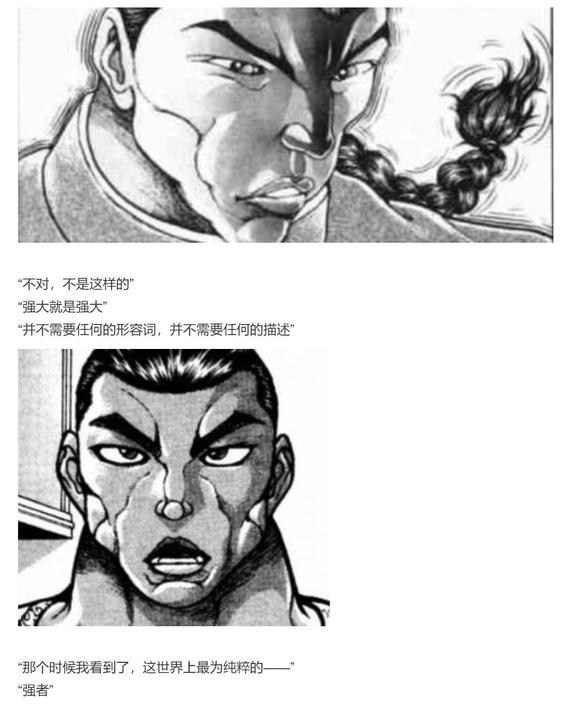 “不对，不是这样的”
“强大就是强大”
“并不需要任何的形容词，并不需要任何的描述”
“那个时候我看到了，这世界上最为纯粹的——”
“强者”